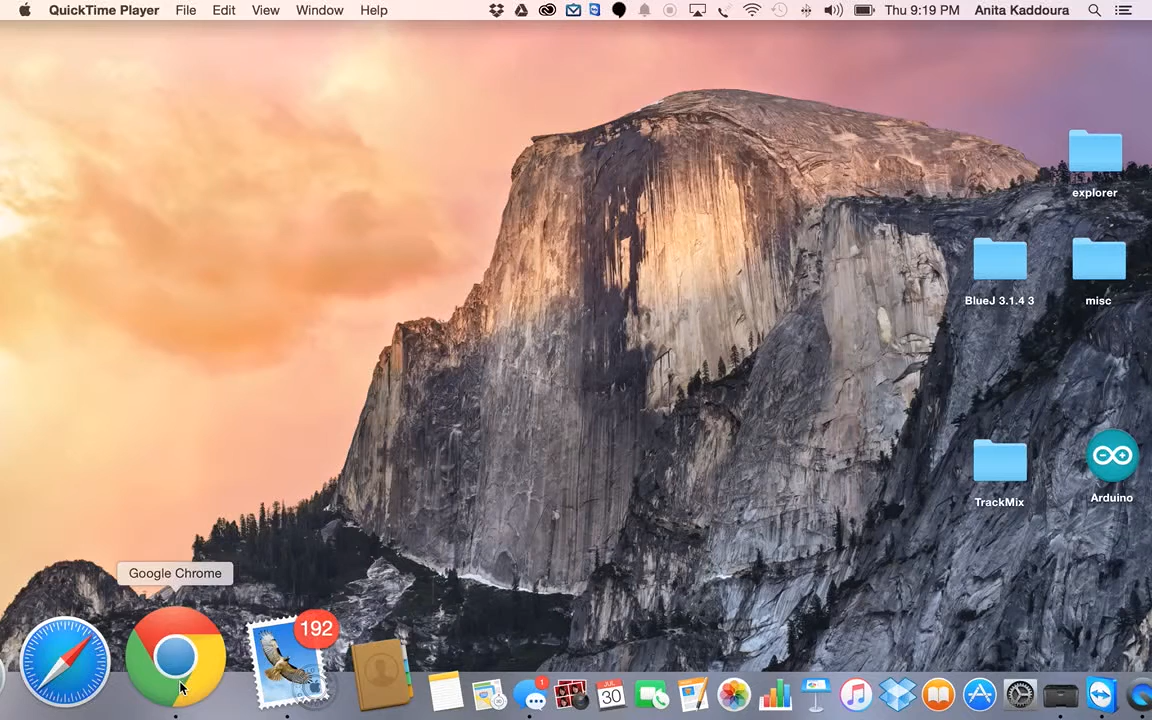 QuickTime Player File Edit View Window Help Thu 9:19 PM Anita Kaddoura
explorer
BlueJ 3.1.4 3 misc
TrackMix Arduino
Google Chrome
192
1
JUL
30